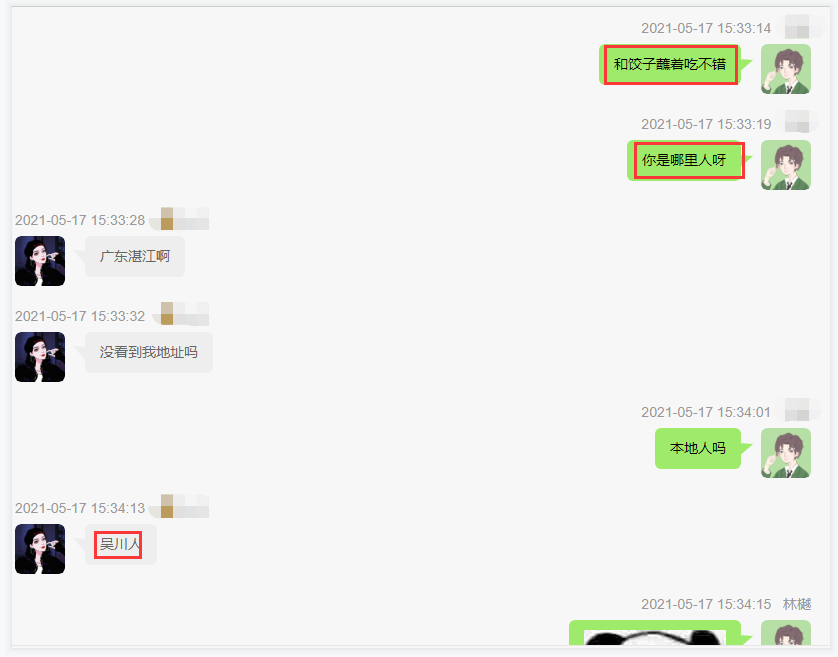 2021-05-17 15:33:14
和饺子蘸着吃不错
2021-05-17 15:33:19
你是哪里人呀
2021-05-17 15:33:28
广东湛江啊
2021-05-17 15:33:32
没看到我地址吗
2021-05-17 15:34:01
本地人吗
2021-05-17 15:34:13
吴川人
2021-05-17 15:34:15 林樾